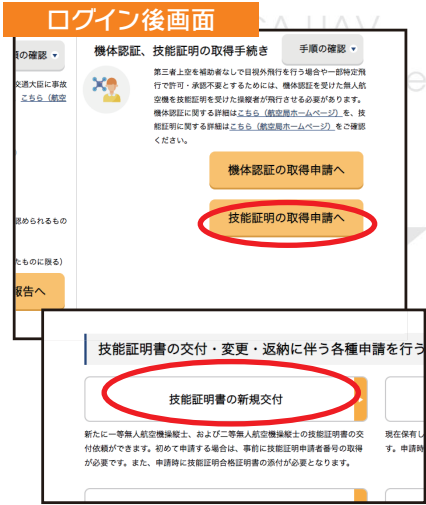 ログイン後画面
順の確認
交通大臣に事故
こちら（航空
認められるもの
たものに限る）
報告へ
機体認証、技能証明の取得手続き
手順の確認
第三者上空を補助者なしで目視外飛行を行う場合や一部特定飛
行で許可・承認不要とするためには、機体認証を受けた無人航
空機を技能証明を受けた操縦者が飛行させる必要があります。
機体認証に関する詳細はこちら（航空局ホームページ）を、技
能証明に関する詳細はこちら（航空局ホームページ）をご確認
ください。
機体認証の取得申請へ
技能証明の取得申請へ
技能証明書の交付・変更・返納に伴う各種申請を行う
技能証明書の新規交付
新たに一等無人航空機操縦士、および二等無人航空機操縦士の技能証明書の交
付依頼ができます。初めて申請する場合は、事前に技能証明申請者番号の取得
が必要です。また、申請時に技能証明合格証明書の添付が必要となります。
現在保有し
す。申請時